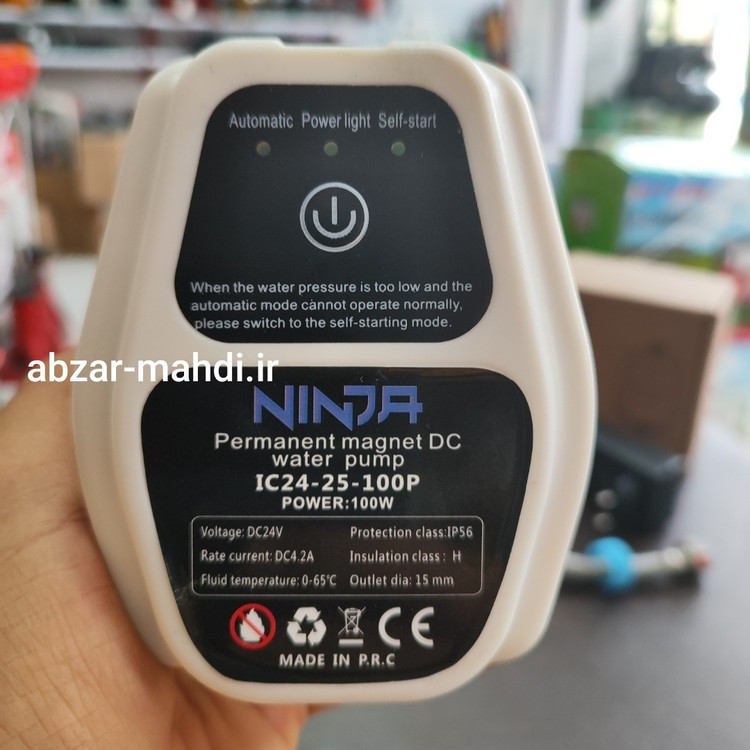 Automatic Power light Self-start
When the water pressure is too low and the
automatic mode cannot operate normally,
please switch to the self-starting mode.
abzar-mahdi.ir
NINJA
Permanent magnet DC
water pump
IC24-25-100P
POWER:100W
Voltage: DC24V Protection class:IP56
Rate current: DC4.2A Insulation class: H
Fluid temperature: 0-65℃ Outlet dia: 15 mm
CE
MADE IN P.R.C